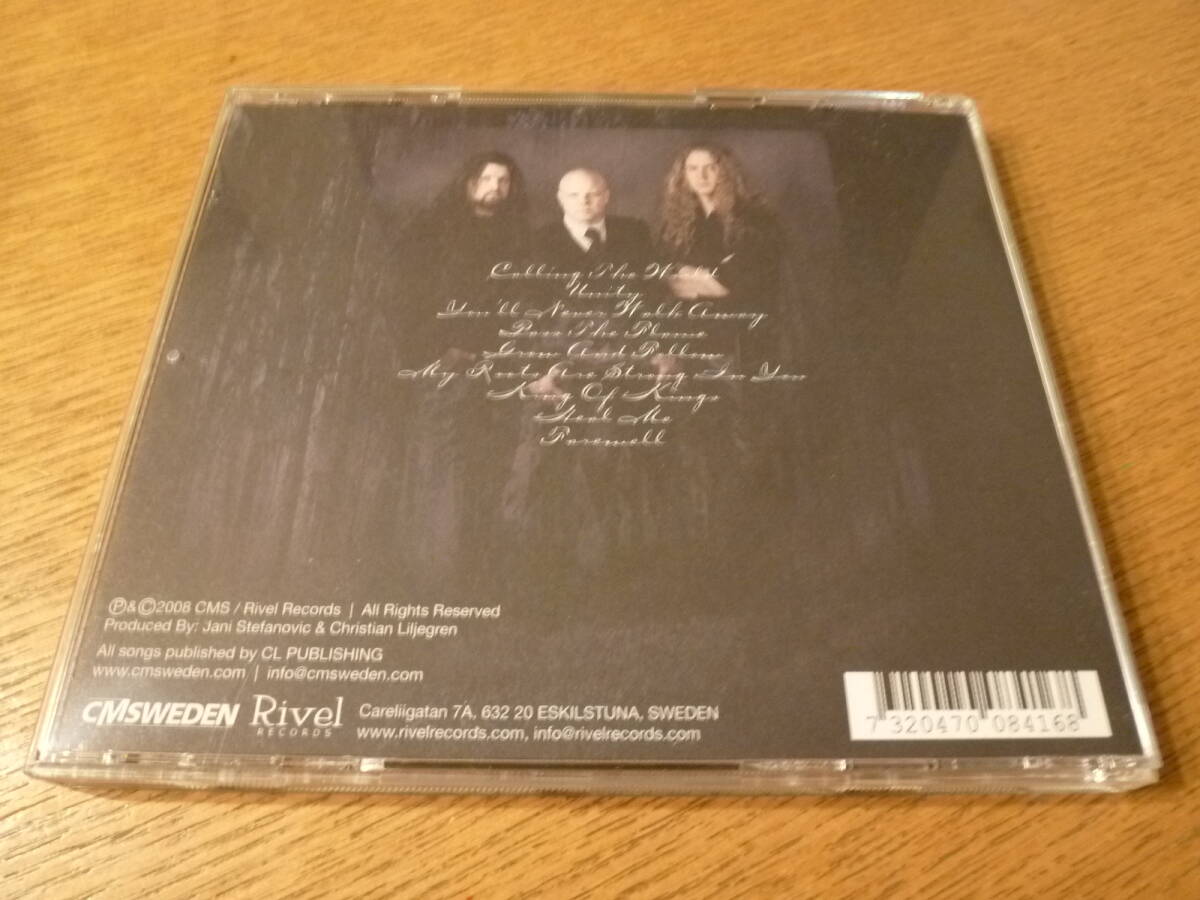 Calling The World
Unity
You'll Never Walk Away
Pass The Flame
Grow And Follow
My Roots Are Strong In You
King Of Kings
Heal Me
Farewell
Ⓟ&Ⓒ2008 CMS / Rivel Records | All Rights Reserved
Produced By: Jani Stefanovic & Christian Liljegren
All songs published by CL PUBLISHING
www.cmsweden.com | info@cmsweden.com
CMSWEDEN Rivel RECORDS Careliigatan 7A, 632 20 ESKILSTUNA, SWEDEN
www.rivelrecords.com, info@rivelrecords.com
7 320470 084168